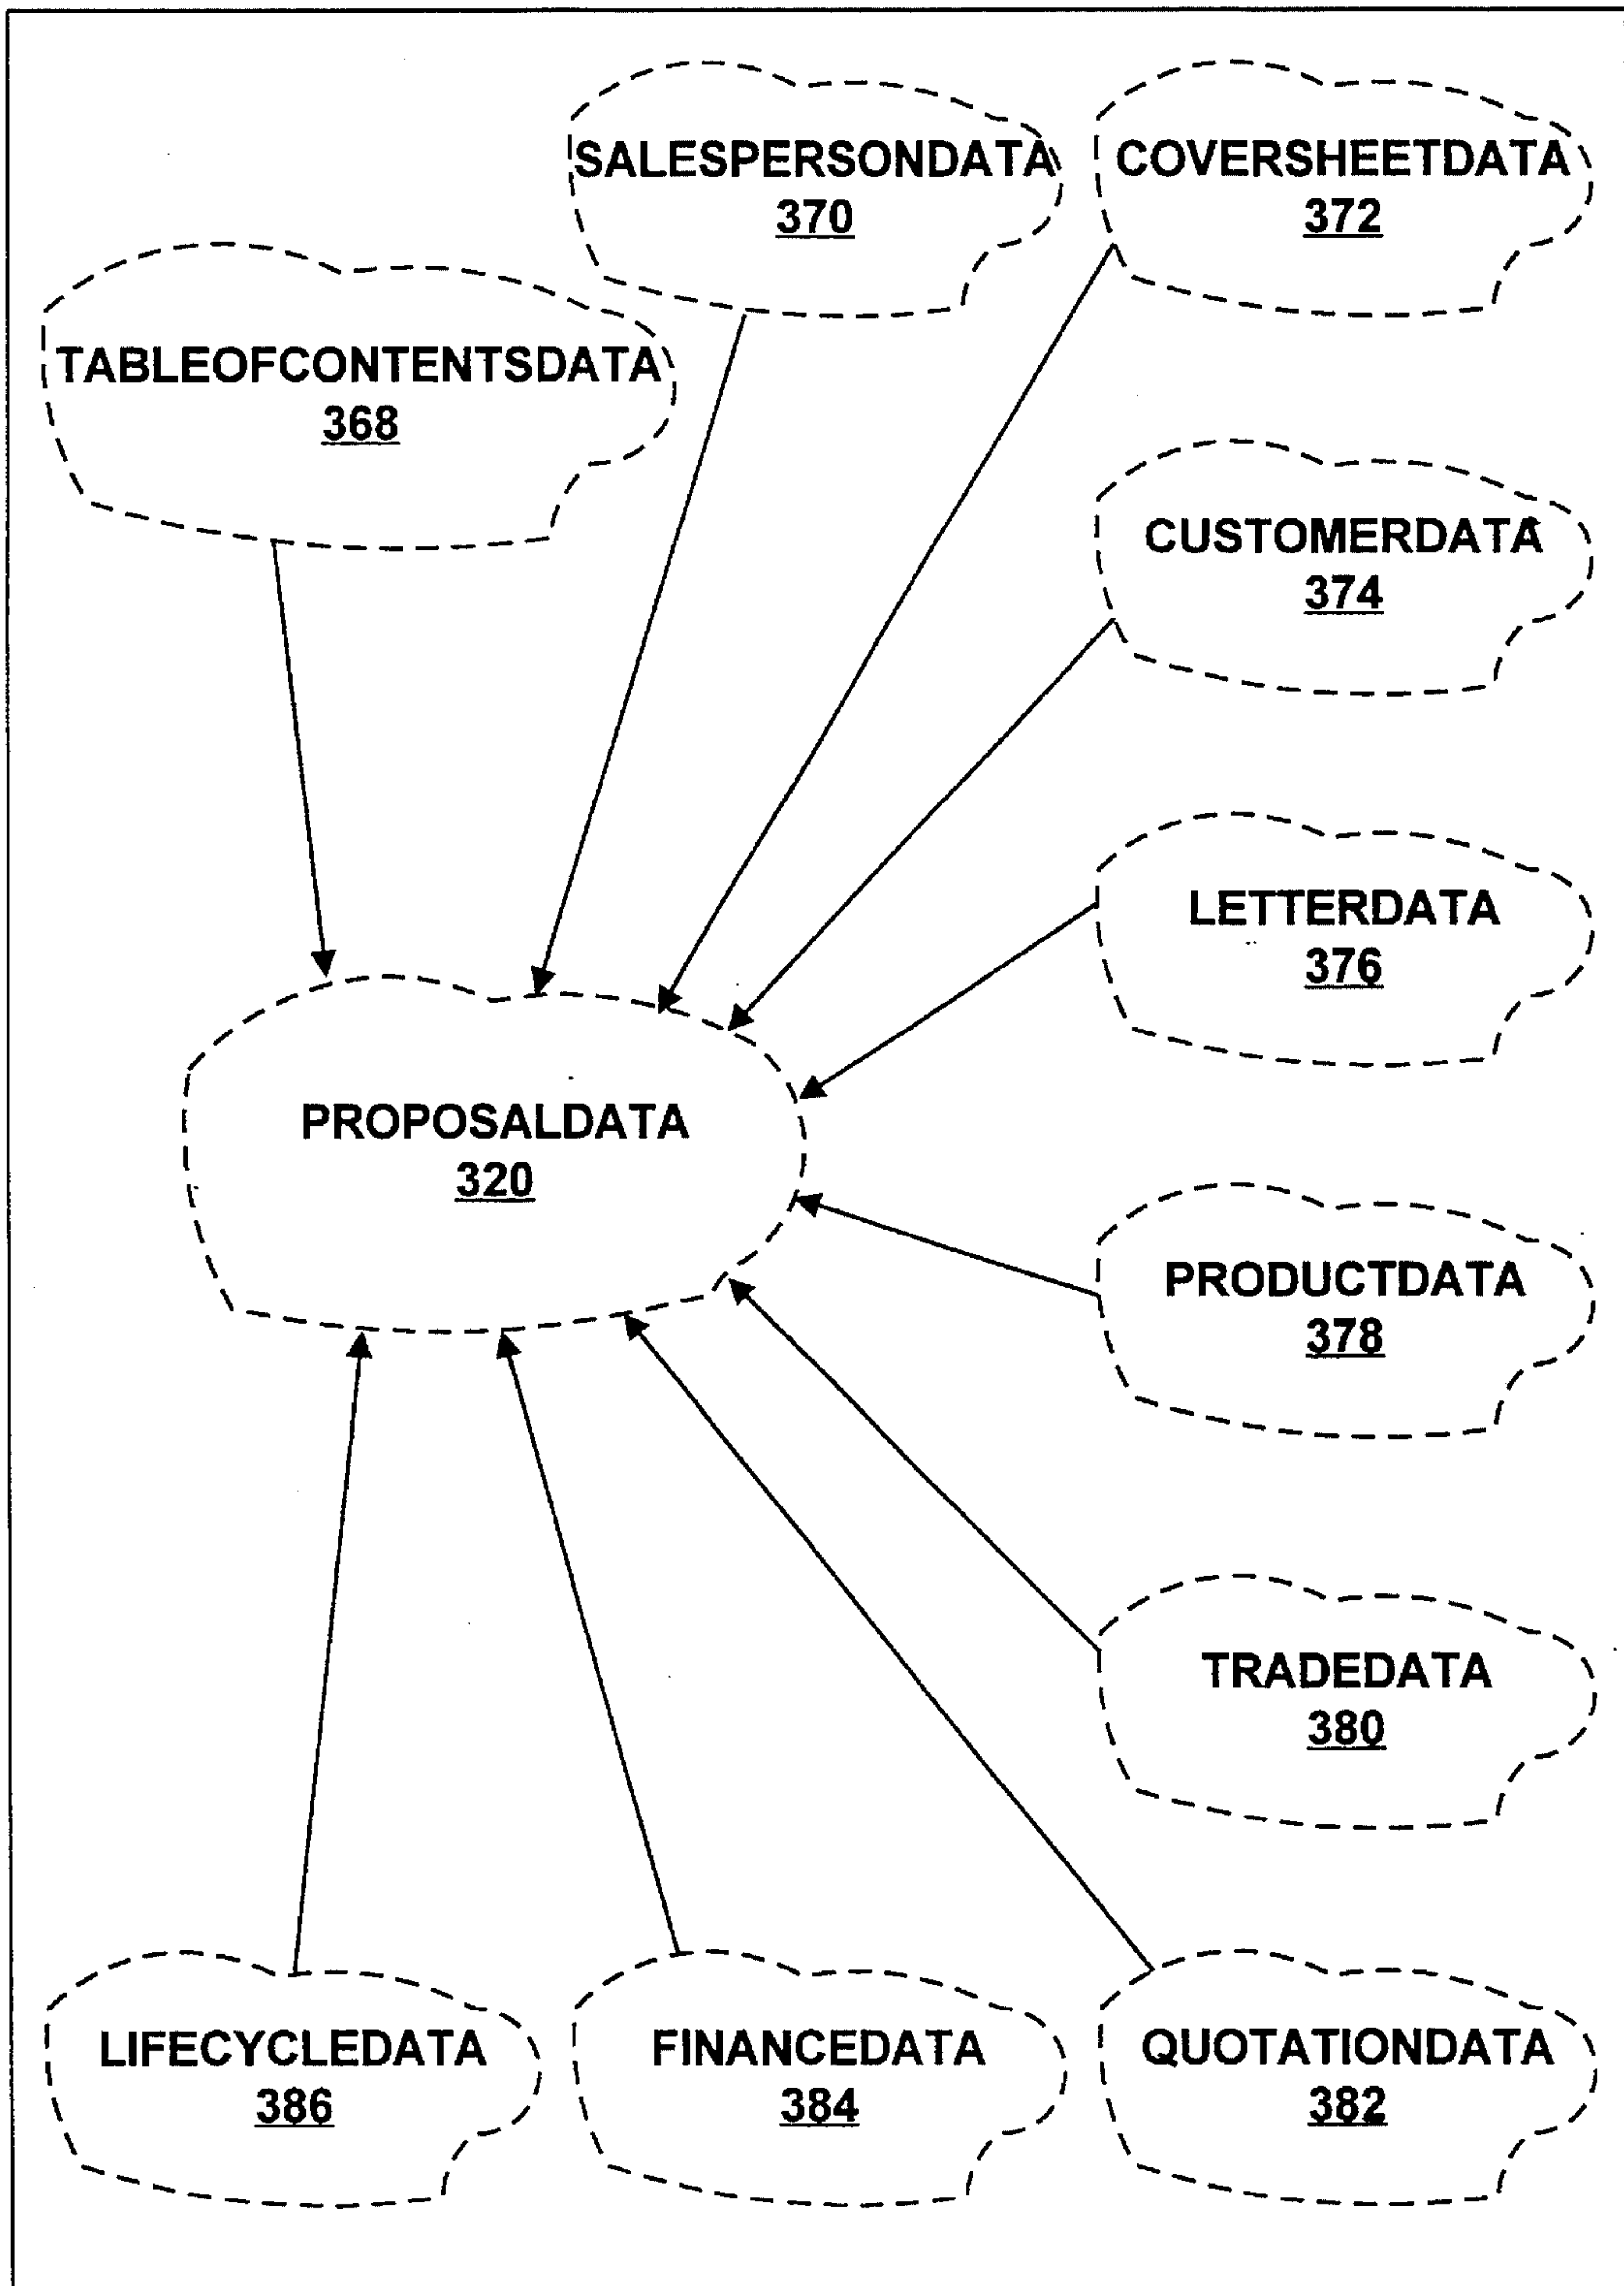 SALESPERSONDATA
370
COVERSHEETDATA
372
TABLEOFCONTENTSDATA
368
CUSTOMERDATA
374
LETTERDATA
376
PROPOSALDATA
320
PRODUCTDATA
378
TRADEDATA
380
LIFECYCLEDATA
386
FINANCEDATA
384
QUOTATIONDATA
382